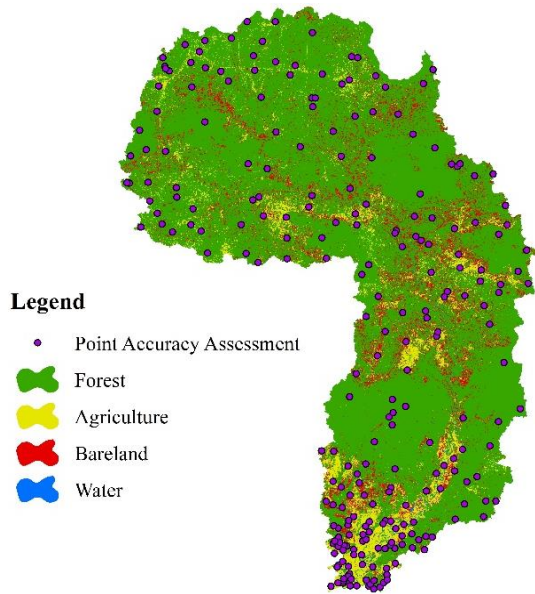 Legend
Point Accuracy Assessment
Forest
Agriculture
Bareland
Water